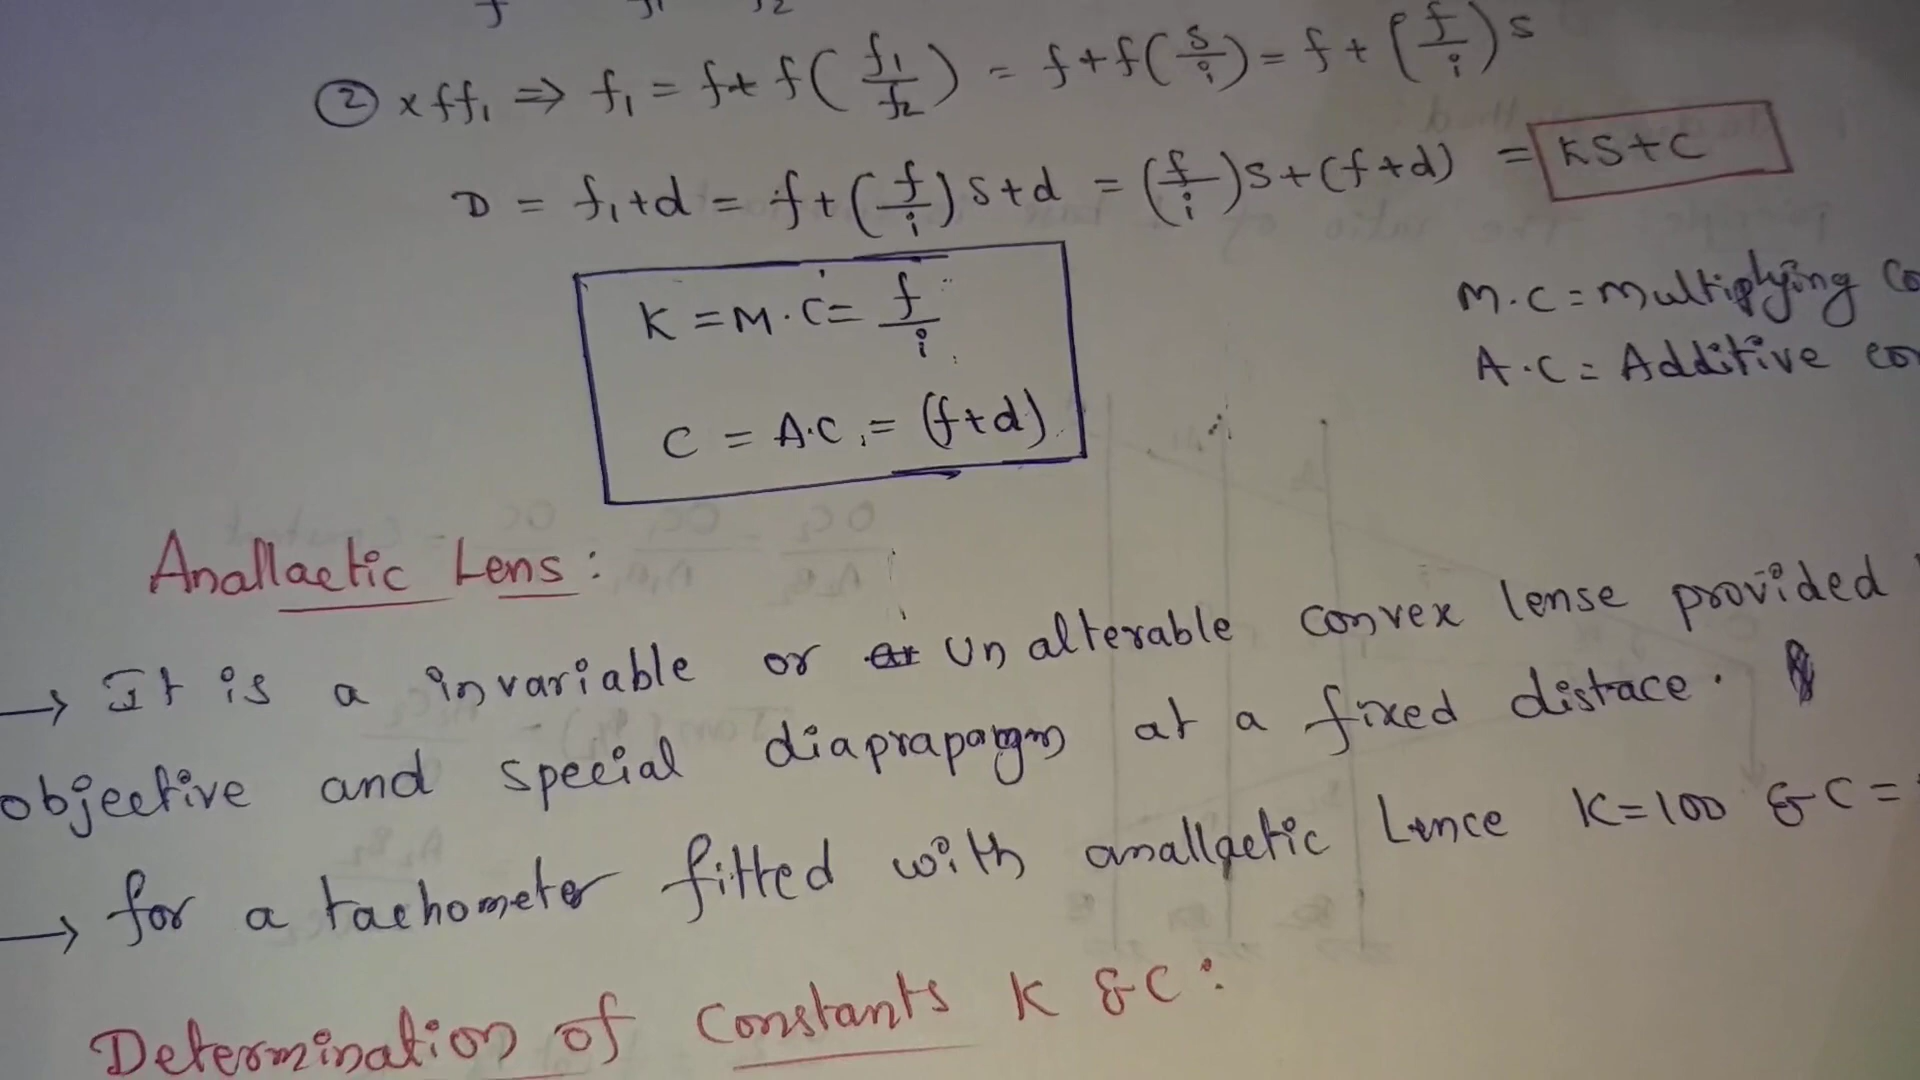 ② x ff₁ ⇒ f₁ = f+ f(f₁/f₂) = f+f(s/i) = f + (f/i)s
D = f₁+d = f+(f/i)s+d = (f/i)s+(f+d) = KS+C
K = M.C = f/i
M.C = Multiplying
C = A.C. = (f+d)
A.C = Additive
Anallactic Lens:
→ It is a invariable or un alterable convex lense provided
objective and special at a fixed distace.
→ for a tachometer fitted with anallactic Lence K=100 & C =
Determination of Constants K & C: